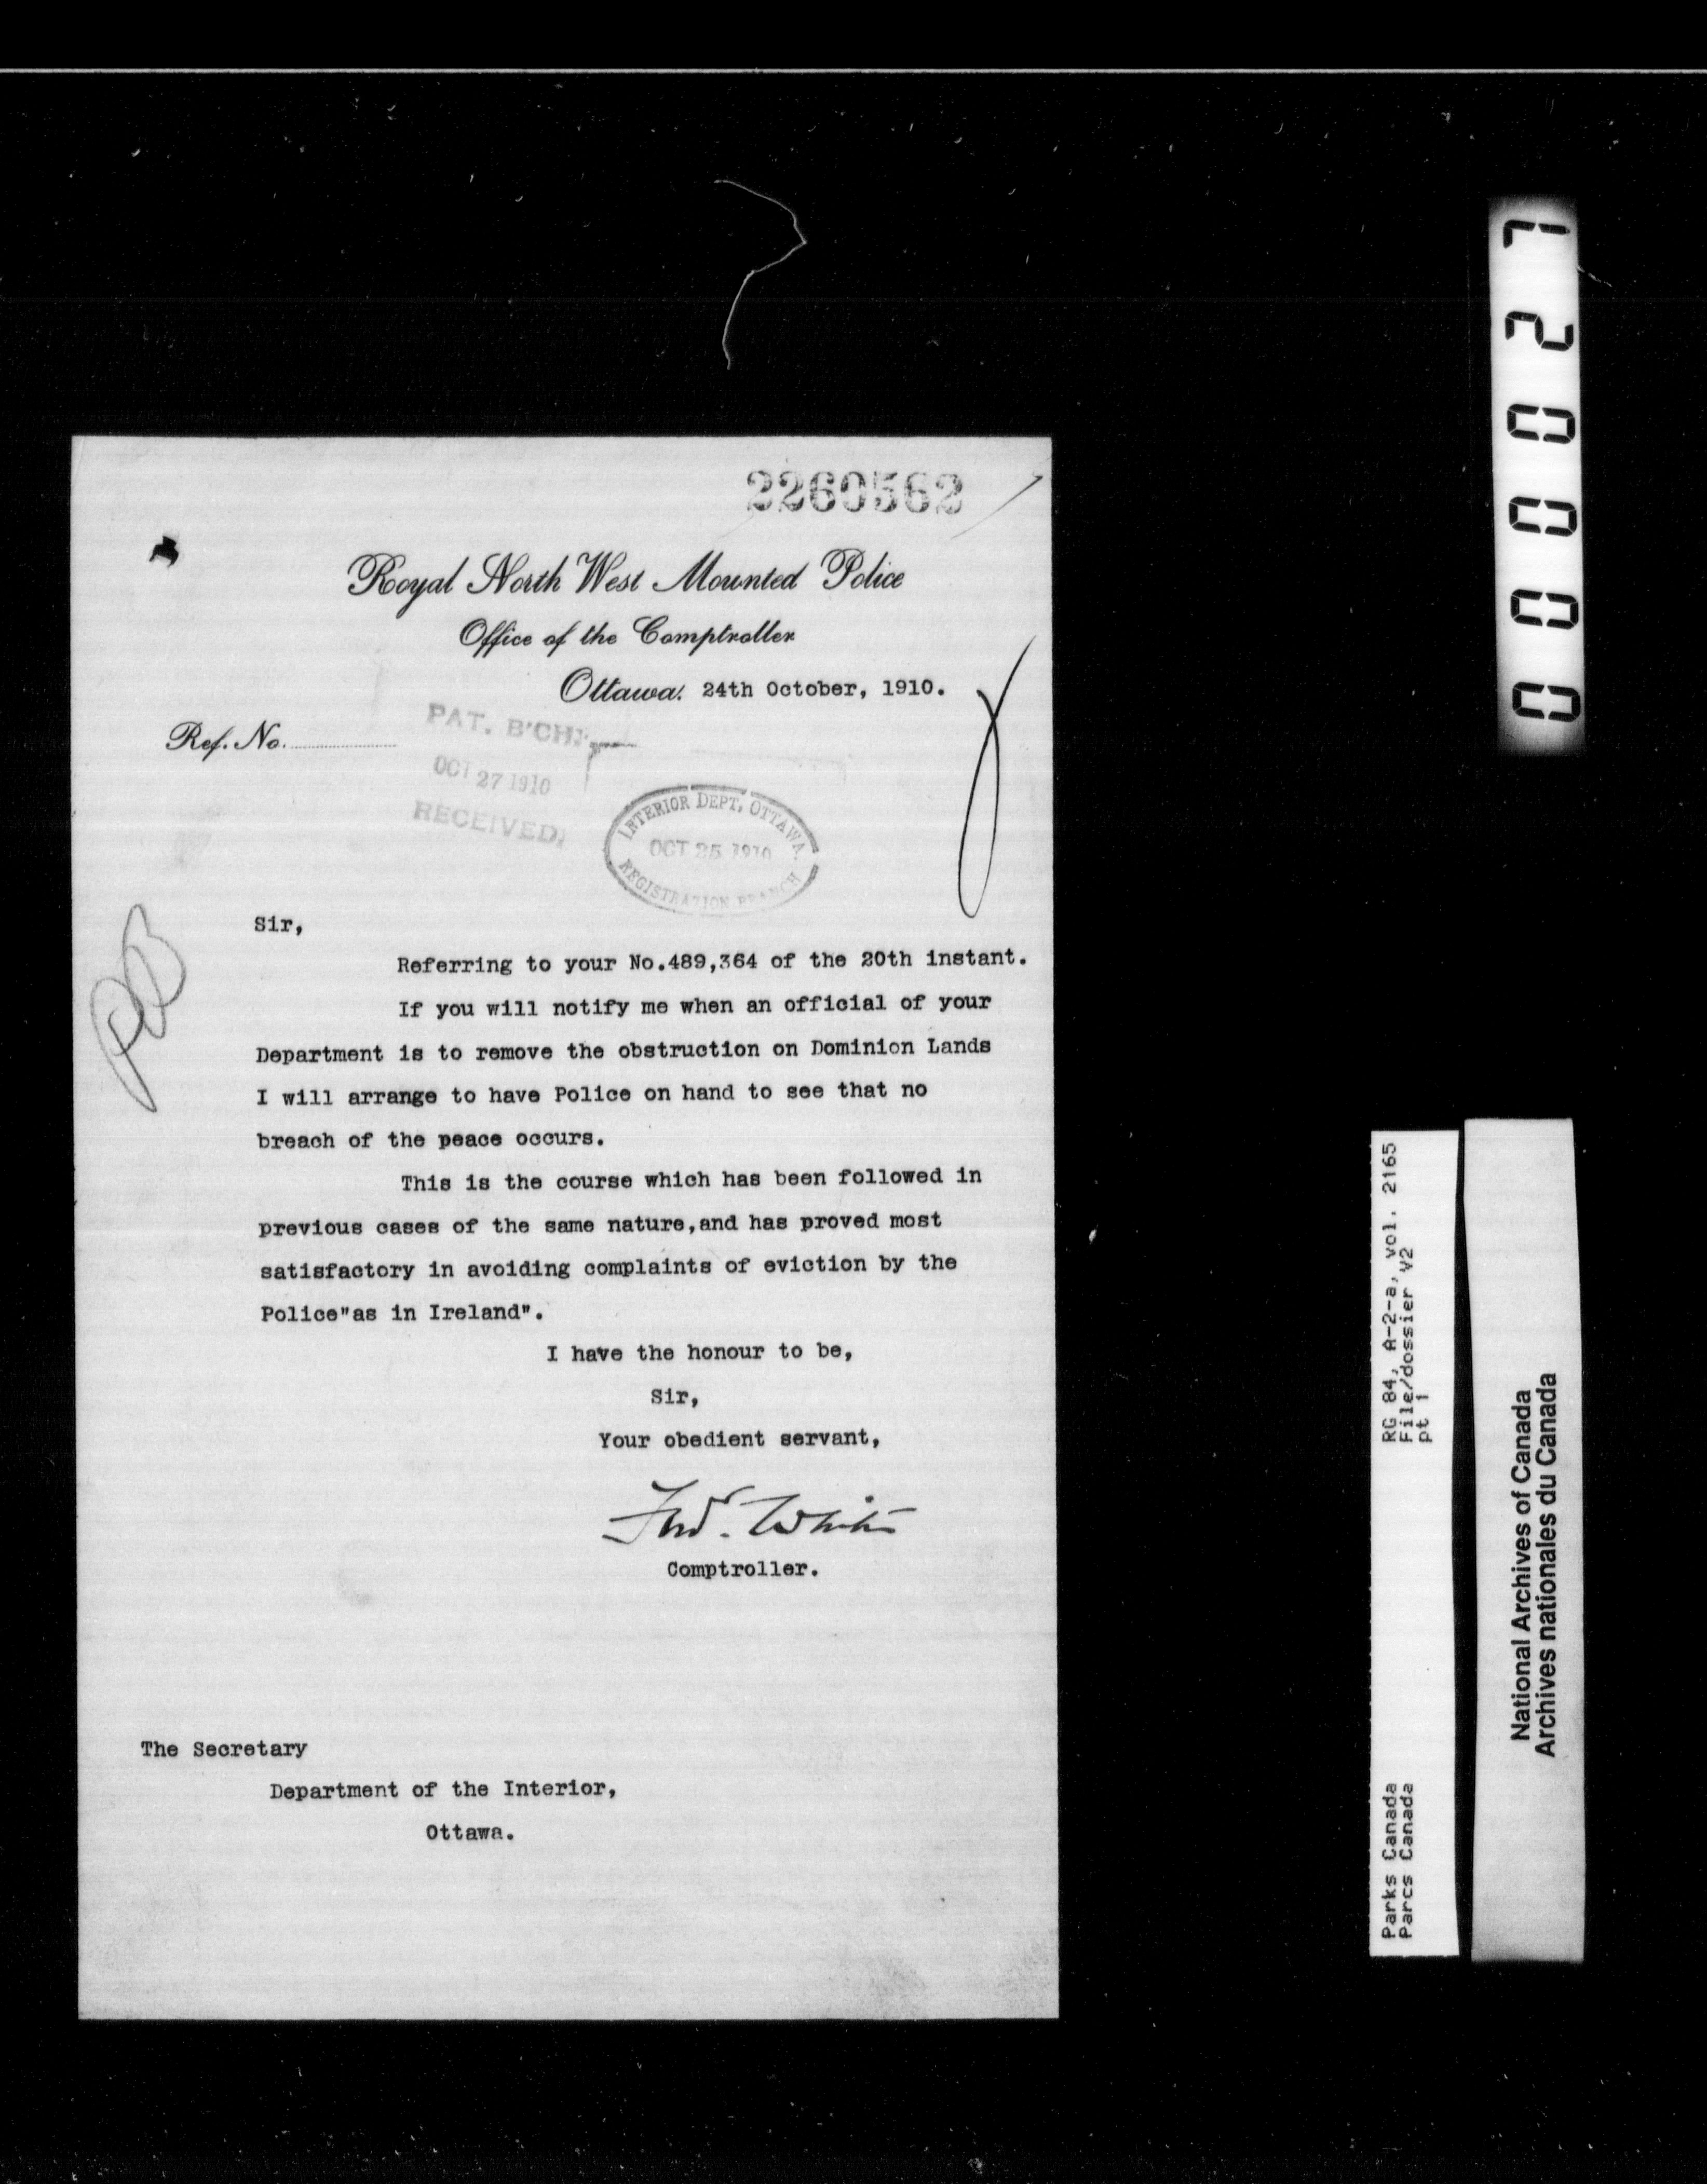 2260562
Royal North West Mounted Police
Office of the Comptroller
Ottawa. 24th October, 1910.
Ref. No.
PAT. B'CH.
OCT 27 1910
RECEIVED
INTERIOR DEPT, OTTAWA.
OCT 25 1910
REGISTRATION BRANCH
Sir,
Referring to your No.489,364 of the 20th instant.
If you will notify me when an official of your
Department is to remove the obstruction on Dominion Lands
I will arrange to have Police on hand to see that no
breach of the peace occurs.
This is the course which has been followed in
previous cases of the same nature,and has proved most
satisfactory in avoiding complaints of eviction by the
Police"as in Ireland".
I have the honour to be,
Sir,
Your obedient servant,
Fred. White
Comptroller.
The Secretary
Department of the Interior,
Ottawa.
000027
RG 84, A-2-a, vol. 2165
File/dossier V2
pt 1
Parks Canada
Parcs Canada
National Archives of Canada
Archives nationales du Canada